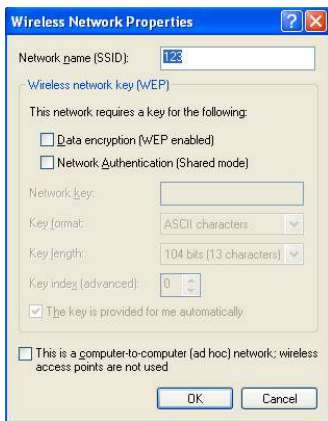 Wireless Network Properties
Network name (SSID): 123
Wireless network key (WEP)
This network requires a key for the following:
Data encryption (WEP enabled)
Network Authentication (Shared mode)
Network key:
Key format: ASCII characters
Key length: 104 bits (13 characters)
Key index (advanced): 0
The key is provided for me automatically
This is a computer-to-computer (ad hoc) network; wireless
access points are not used
OK Cancel